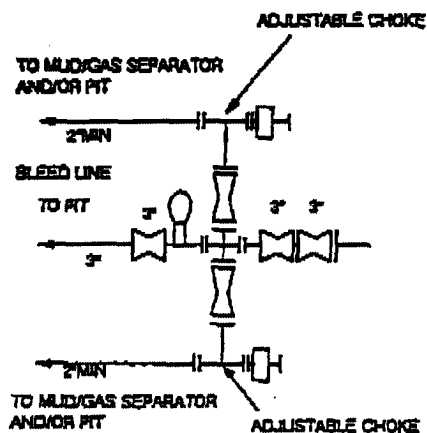 ADJUSTABLE CHOKE
TO MUD/GAS SEPARATOR
AND/OR PIT
2"MIN
BLEED LINE
TO PIT
3"
3"
3"
3"
2"MIN
TO MUD/GAS SEPARATOR
AND/OR PIT
ADJUSTABLE CHOKE